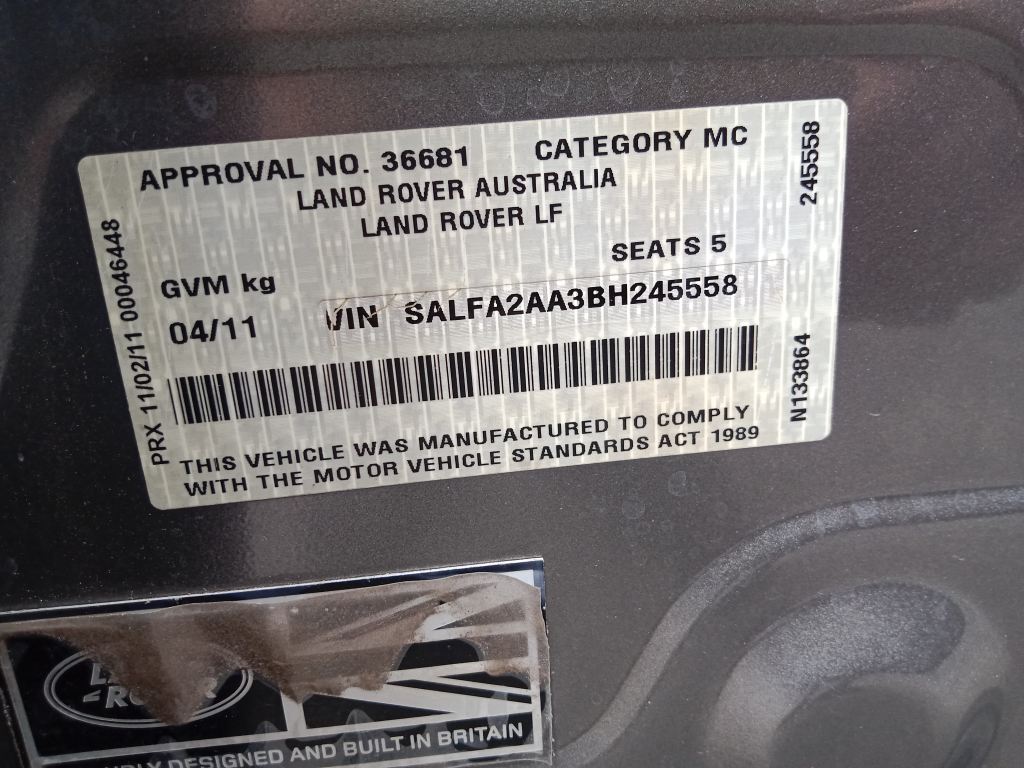 APPROVAL NO. 36681 CATEGORY MC
LAND ROVER AUSTRALIA
LAND ROVER LF
SEATS 5
GVM kg
04/11 VIN SALFA2AA3BH245558
THIS VEHICLE WAS MANUFACTURED TO COMPLY
WITH THE MOTOR VEHICLE STANDARDS ACT 1989
PRX 11/02/11 00046448
245558
N133864
DESIGNED AND BUILT IN BRITAIN